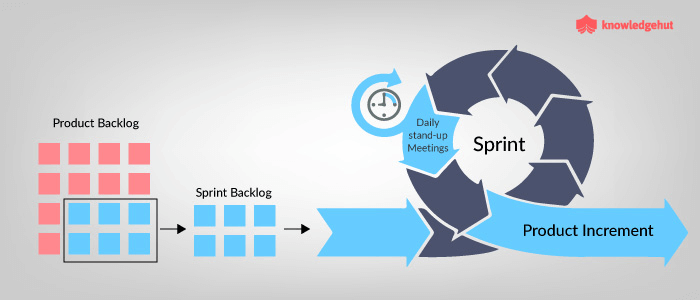 knowledgehut
Product Backlog
Sprint Backlog
Daily
stand-up
Meetings
Sprint
Product Increment